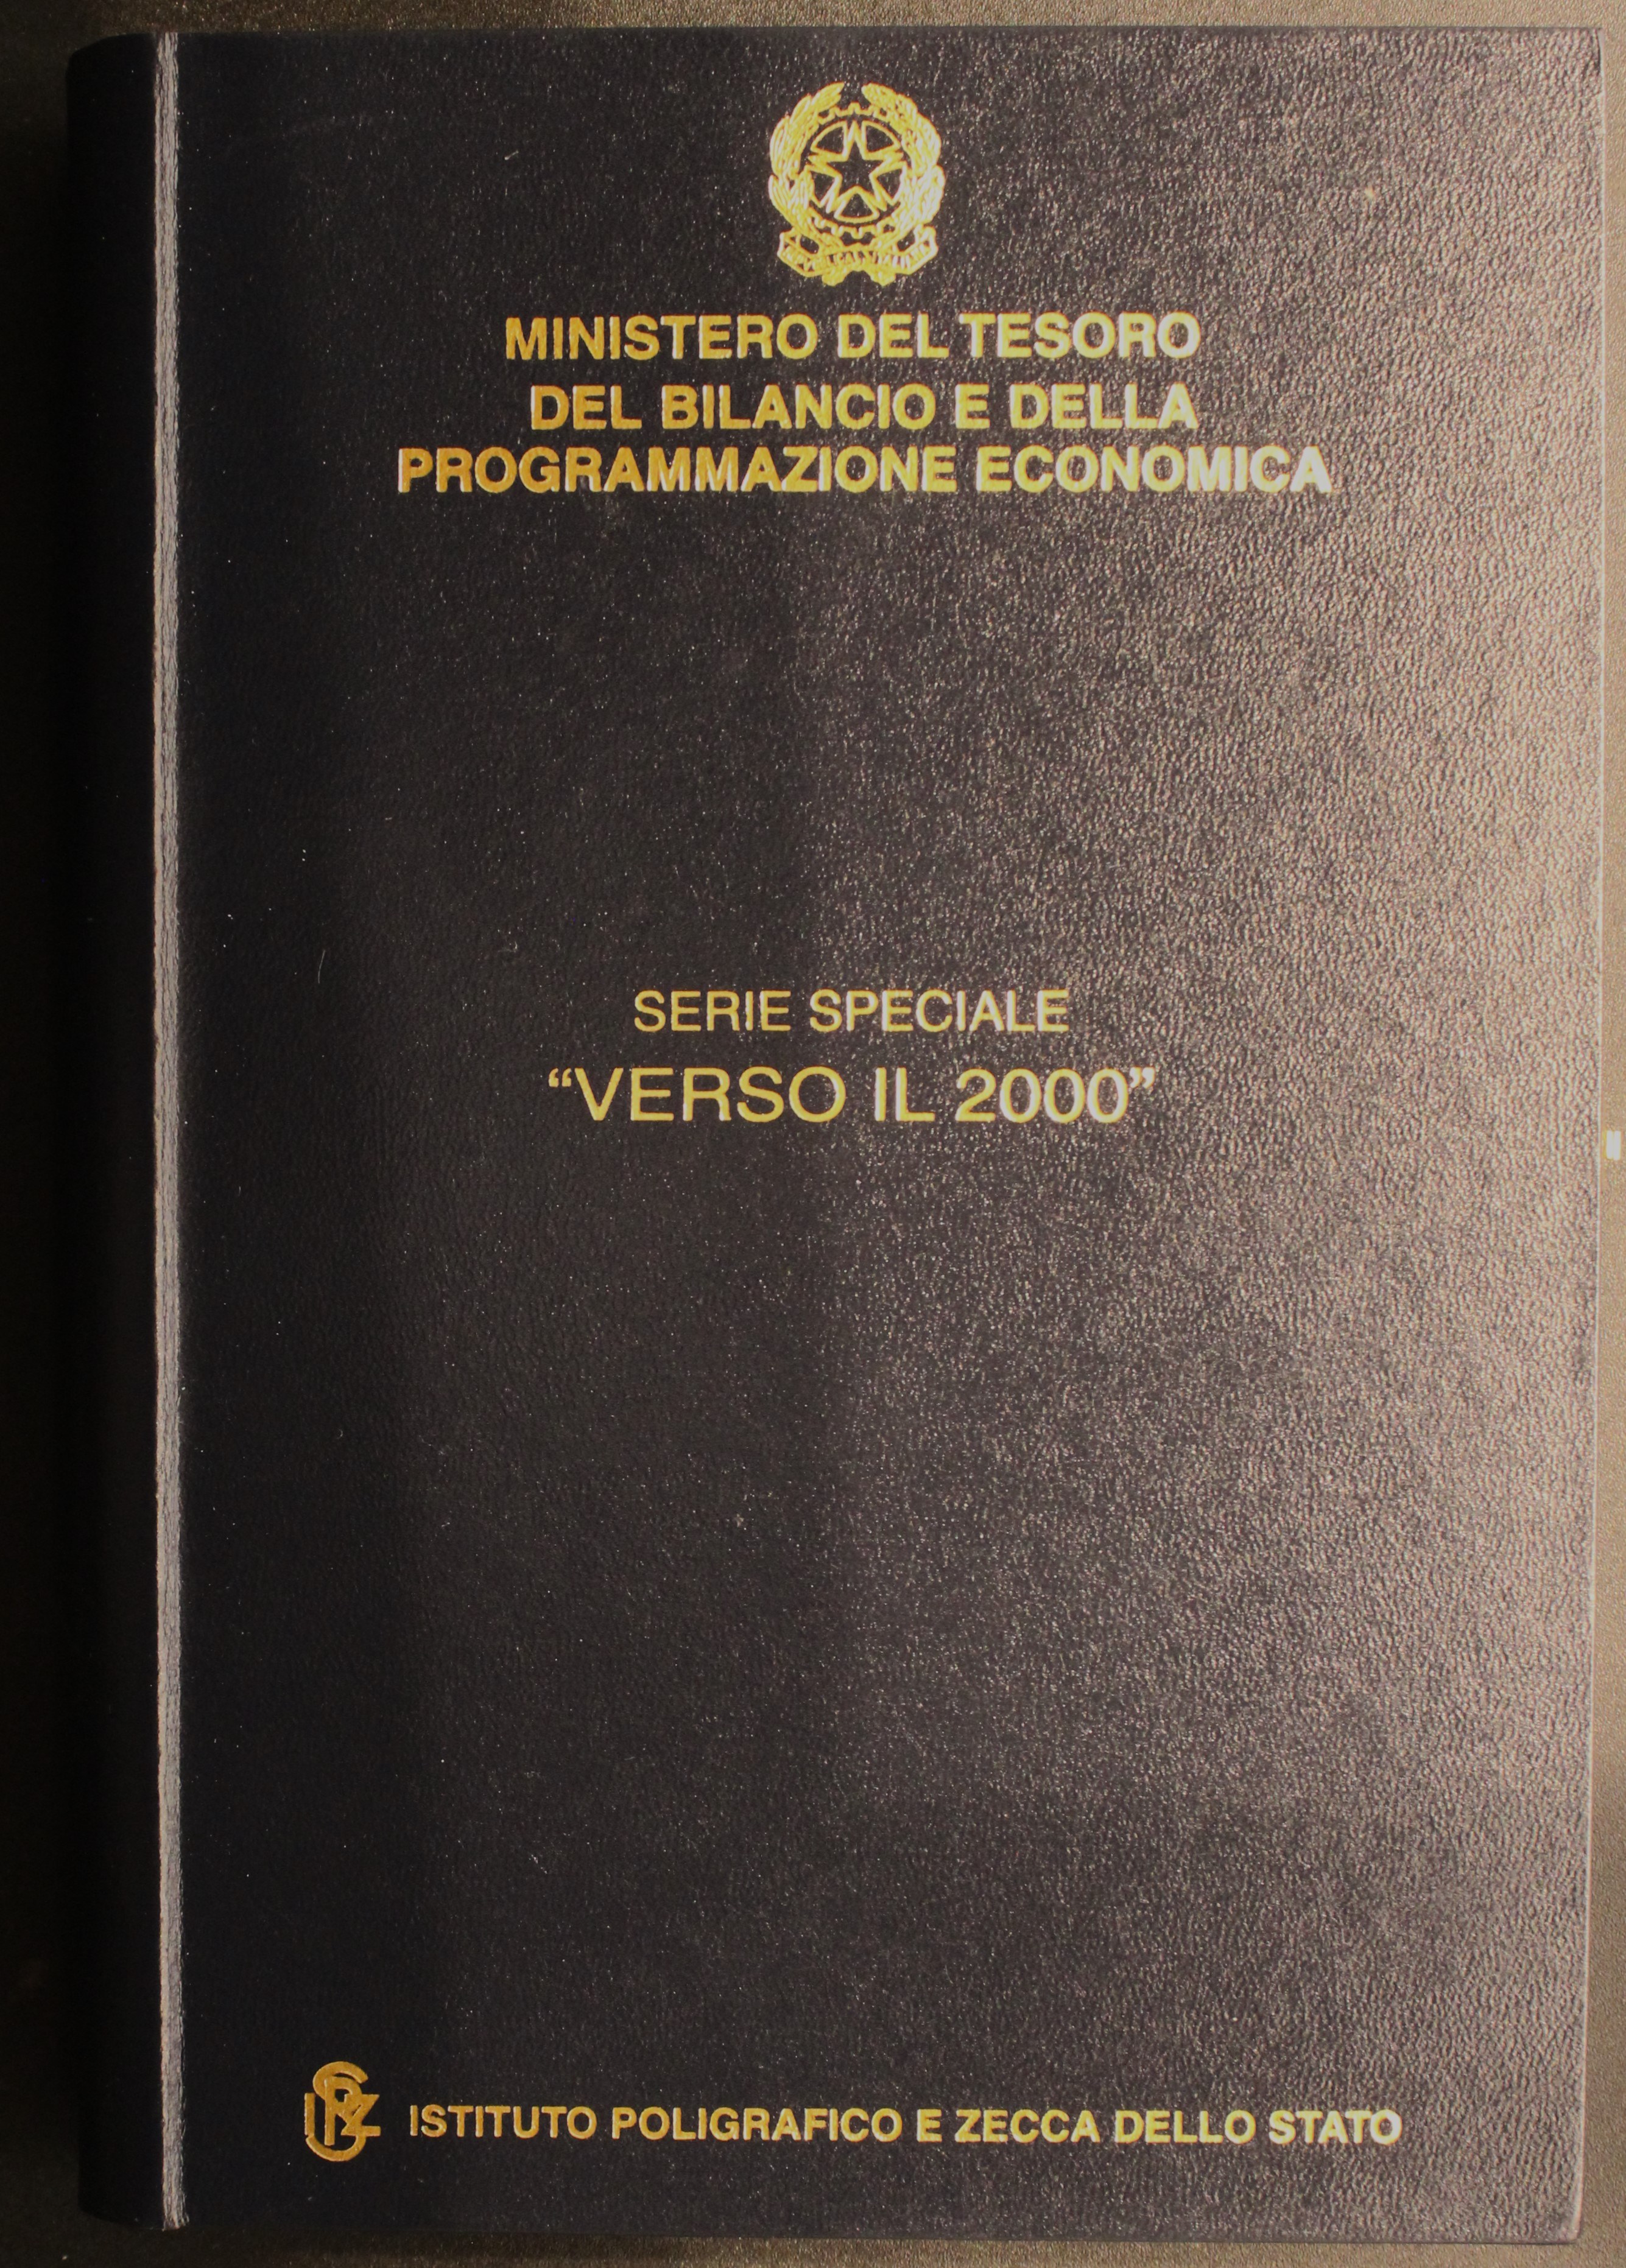 MINISTERO DEL TESORO
DEL BILANCIO E DELLA
PROGRAMMAZIONE ECONOMICA
SERIE SPECIALE
“VERSO IL 2000”
ISTITUTO POLIGRAFICO E ZECCA DELLO STATO